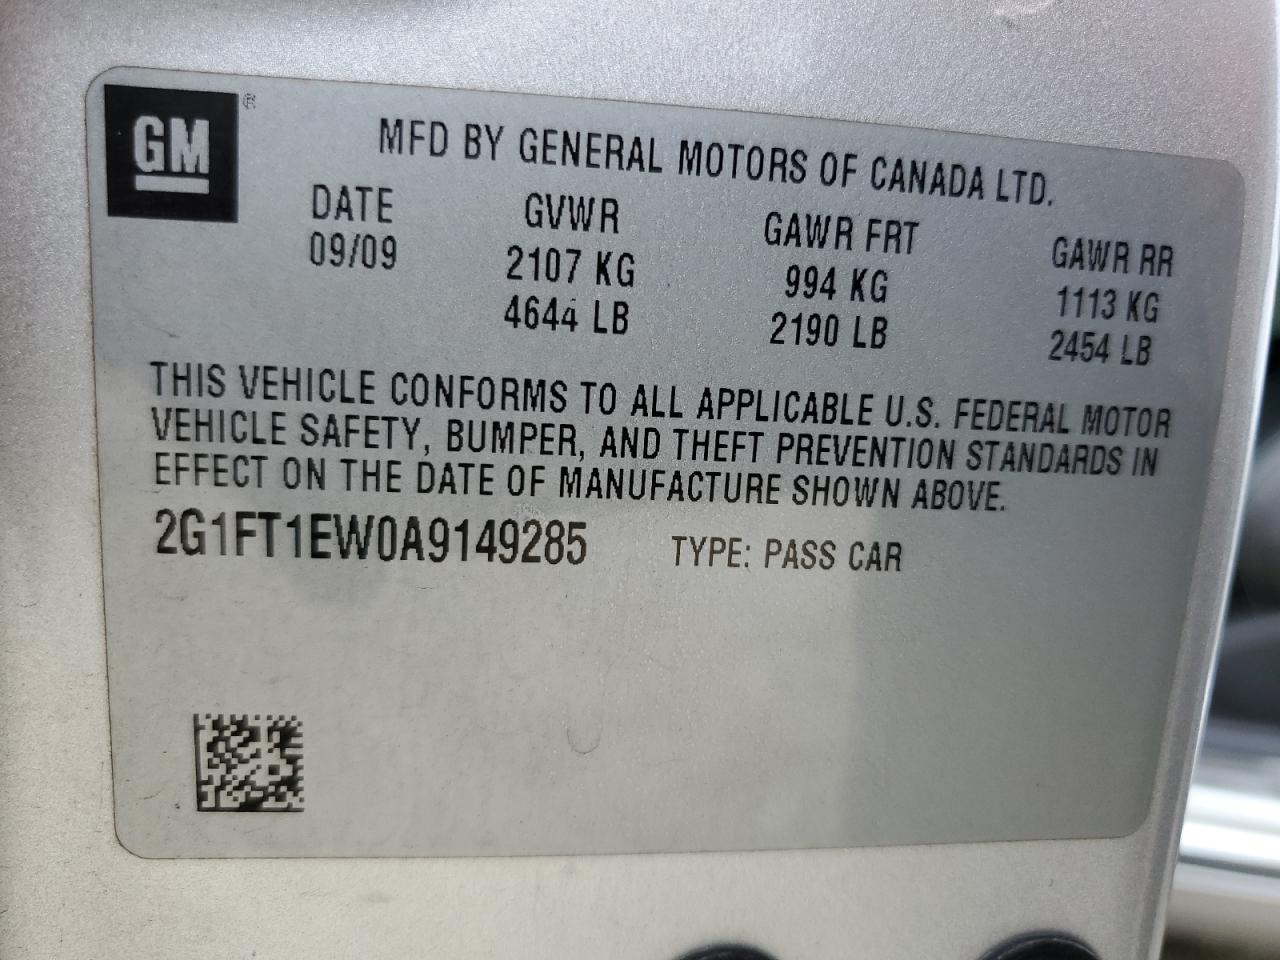 GM ®
MFD BY GENERAL MOTORS OF CANADA LTD.
DATE GVWR GAWR FRT GAWR RR
09/09 2107 KG 994 KG 1113 KG
4644 LB 2190 LB 2454 LB
THIS VEHICLE CONFORMS TO ALL APPLICABLE U.S. FEDERAL MOTOR
VEHICLE SAFETY, BUMPER, AND THEFT PREVENTION STANDARDS IN
EFFECT ON THE DATE OF MANUFACTURE SHOWN ABOVE.
2G1FT1EW0A9149285 TYPE: PASS CAR